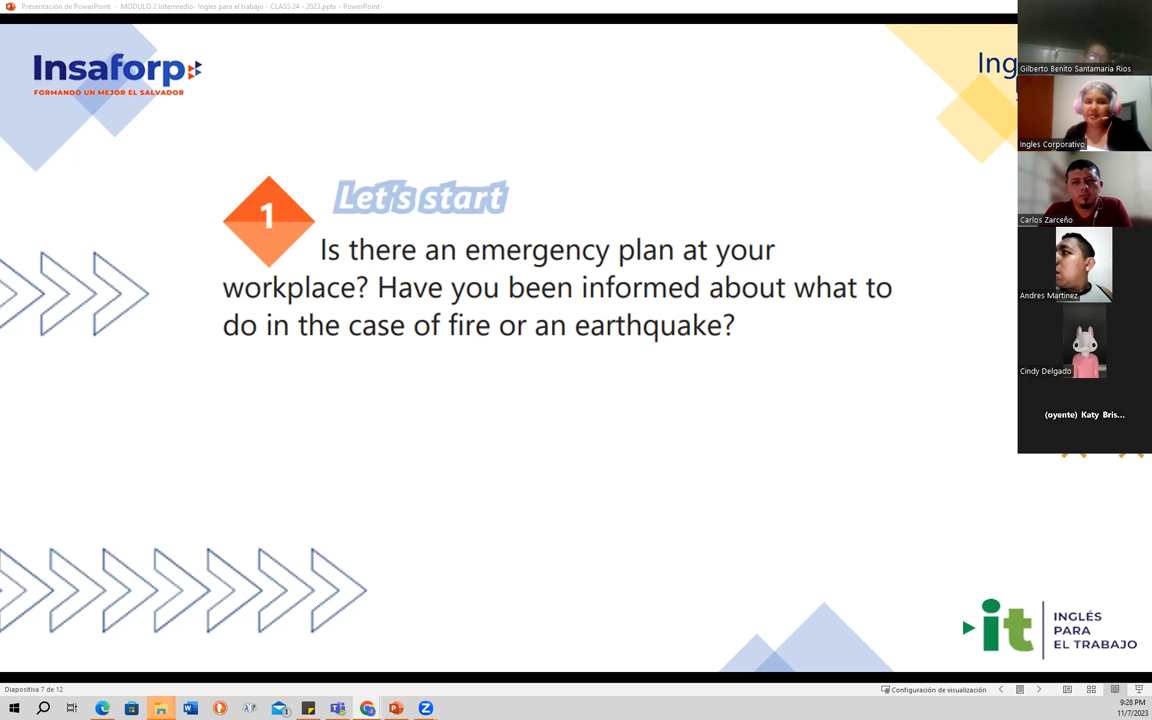 Presentación de PowerPoint - MODULO 2 Intermedio- Ingles para el trabajo - CLASS 24 - 2023.pptx - PowerPoint
Insaforp
FORMANDO UN MEJOR EL SALVADOR
Ing
Gilberto Benito Santamaria Rios
Ingles Corporativo
Carlos Zarceño
Andres Martinez
Cindy Delgado
(oyente) Katy Bris...
1
Let's start
Is there an emergency plan at your
workplace? Have you been informed about what to
do in the case of fire or an earthquake?
it
INGLÉS
PARA
EL TRABAJO
Diapositiva 7 de 12
Configuración de visualización
9:28 PM
11/7/2023